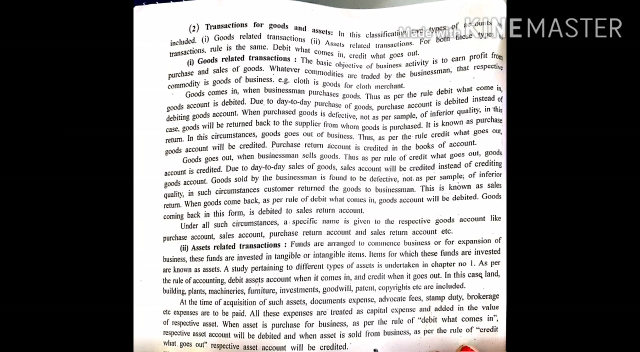 (2) Transactions for goods and assets: In this classification types of accounts
included. (i) Goods related transactions (ii) Assets related transactions. For both these type
transactions, rule is the same. Debit what comes in, credit what goes out.
(i) Goods related transactions : The basic objective of business activity is to earn profit from
purchase and sales of goods. Whatever commodities are traded by the businessman, that respective
commodity is goods of business. e.g. cloth is goods for cloth merchant.
Goods comes in, when businessman purchases goods. Thus as per the rule debit what come in,
goods account is debited. Due to day-to-day purchase of goods, purchase account is debited instead of
debiting goods account. When purchased goods is defective, not as per sample, of inferior quality, in this
case, goods will be returned back to the supplier from whom goods is purchased. It is known as purchase
return. In this circumstances, goods goes out of business. Thus, as per the rule credit what goes out,
goods account will be credited. Purchase return account is credited in the books of account.
Goods goes out, when businessman sells goods. Thus as per rule of credit what goes out, goods
account is credited. Due to day-to-day sales of goods, sales account will be credited instead of crediting
goods account. Goods sold by the businessman is found to be defective, not as per sample, of inferior
quality, in such circumstances customer returned the goods to businessman. This is known as sales
return. When goods come back, as per rule of debit what comes in, goods account will be debited. Goods
coming back in this form, is debited to sales return account.
Under all such circumstances, a specific name is given to the respective goods account like
purchase account, sales account, purchase return account and sales return account etc.
(ii) Assets related transactions : Funds are arranged to commence business or for expansion of
business, these funds are invested in tangible or intangible items. Items for which these funds are invested
are known as assets. A study pertaining to different types of assets is undertaken in chapter no 1. As per
the rule of accounting, debit assets account when it comes in, and credit when it goes out. In this case, land,
building, plants, machineries, furniture, investments, goodwill, patent, copyrights etc are included.
At the time of acquisition of such assets, documents expense, advocate fees, stamp duty, brokerage
etc expenses are to be paid. All these expenses are treated as capital expense and added in the value
of respective asset. When asset is purchase for business, as per the rule of "debit what comes in",
respective asset account will be debited and when asset is sold from business, as per the rule of "credit
what goes out" respective asset account will be credited.
Made with KINEMASTER